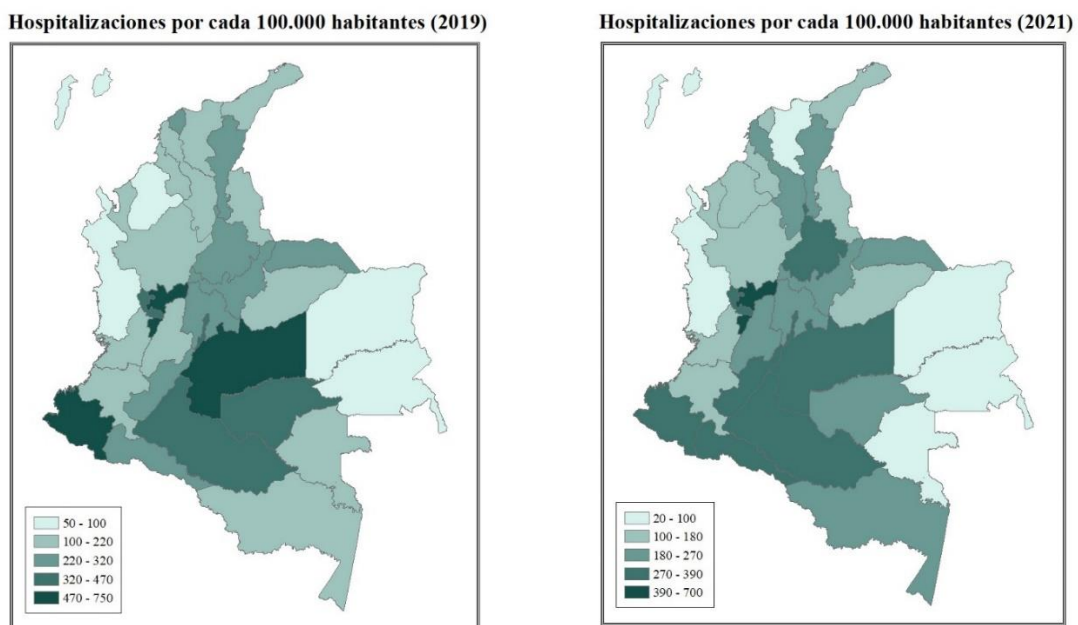 Hospitalizaciones por cada 100.000 habitantes (2019)
50 - 100
100 - 220
220 - 320
320 - 470
470 - 750
Hospitalizaciones por cada 100.000 habitantes (2021)
20 - 100
100 - 180
180 - 270
270 - 390
390 - 700